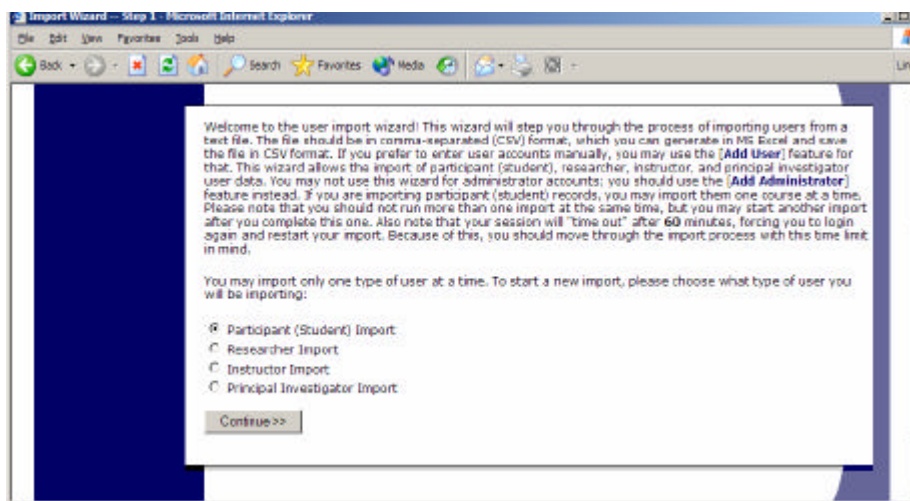 Import Wizard -- Step 1 - Microsoft Internet Explorer
File Edit View Favorites Tools Help
Back Search Favorites Media
Welcome to the user import wizard! This wizard will step you through the process of importing users from a
text file. The file should be in comma-separated (CSV) format, which you can generate in MS Excel and save
the file in CSV format. If you prefer to enter user accounts manually, you may use the [Add User] feature for
that. This wizard allows the import of participant (student), researcher, instructor, and principal investigator
user data. You may not use this wizard for administrator accounts; you should use the [Add Administrator]
feature instead. If you are importing participant (student) records, you may import them one course at a time.
Please note that you should not run more than one import at the same time, but you may start another import
after you complete this one. Also note that your session will "time out" after 60 minutes, forcing you to login
again and restart your import. Because of this, you should move through the import process with this time limit
in mind.
You may import only one type of user at a time. To start a new import, please choose what type of user you
will be importing:
Participant (Student) Import
Researcher Import
Instructor Import
Principal Investigator Import
Continue >>